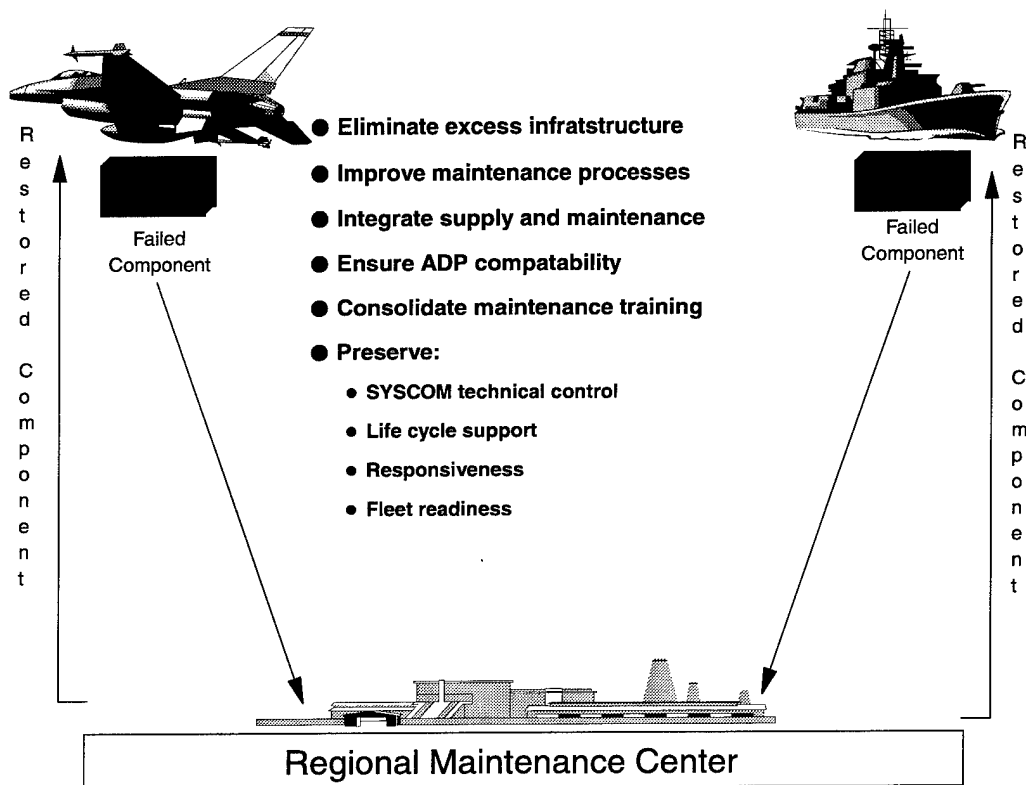 Restored Component
Failed
Component
● Eliminate excess infratstructure
● Improve maintenance processes
● Integrate supply and maintenance
● Ensure ADP compatability
● Consolidate maintenance training
● Preserve:
● SYSCOM technical control
● Life cycle support
● Responsiveness
● Fleet readiness
Failed
Component
Restored Component
Regional Maintenance Center